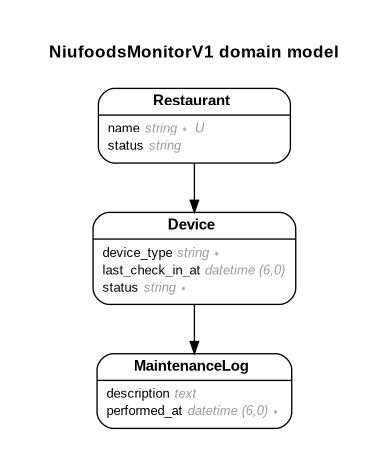 NiufoodsMonitorV1 domain model
Restaurant
name string * U
status string
Device
device_type string *
last_check_in_at datetime (6,0)
status string *
MaintenanceLog
description text
performed_at datetime (6,0) *